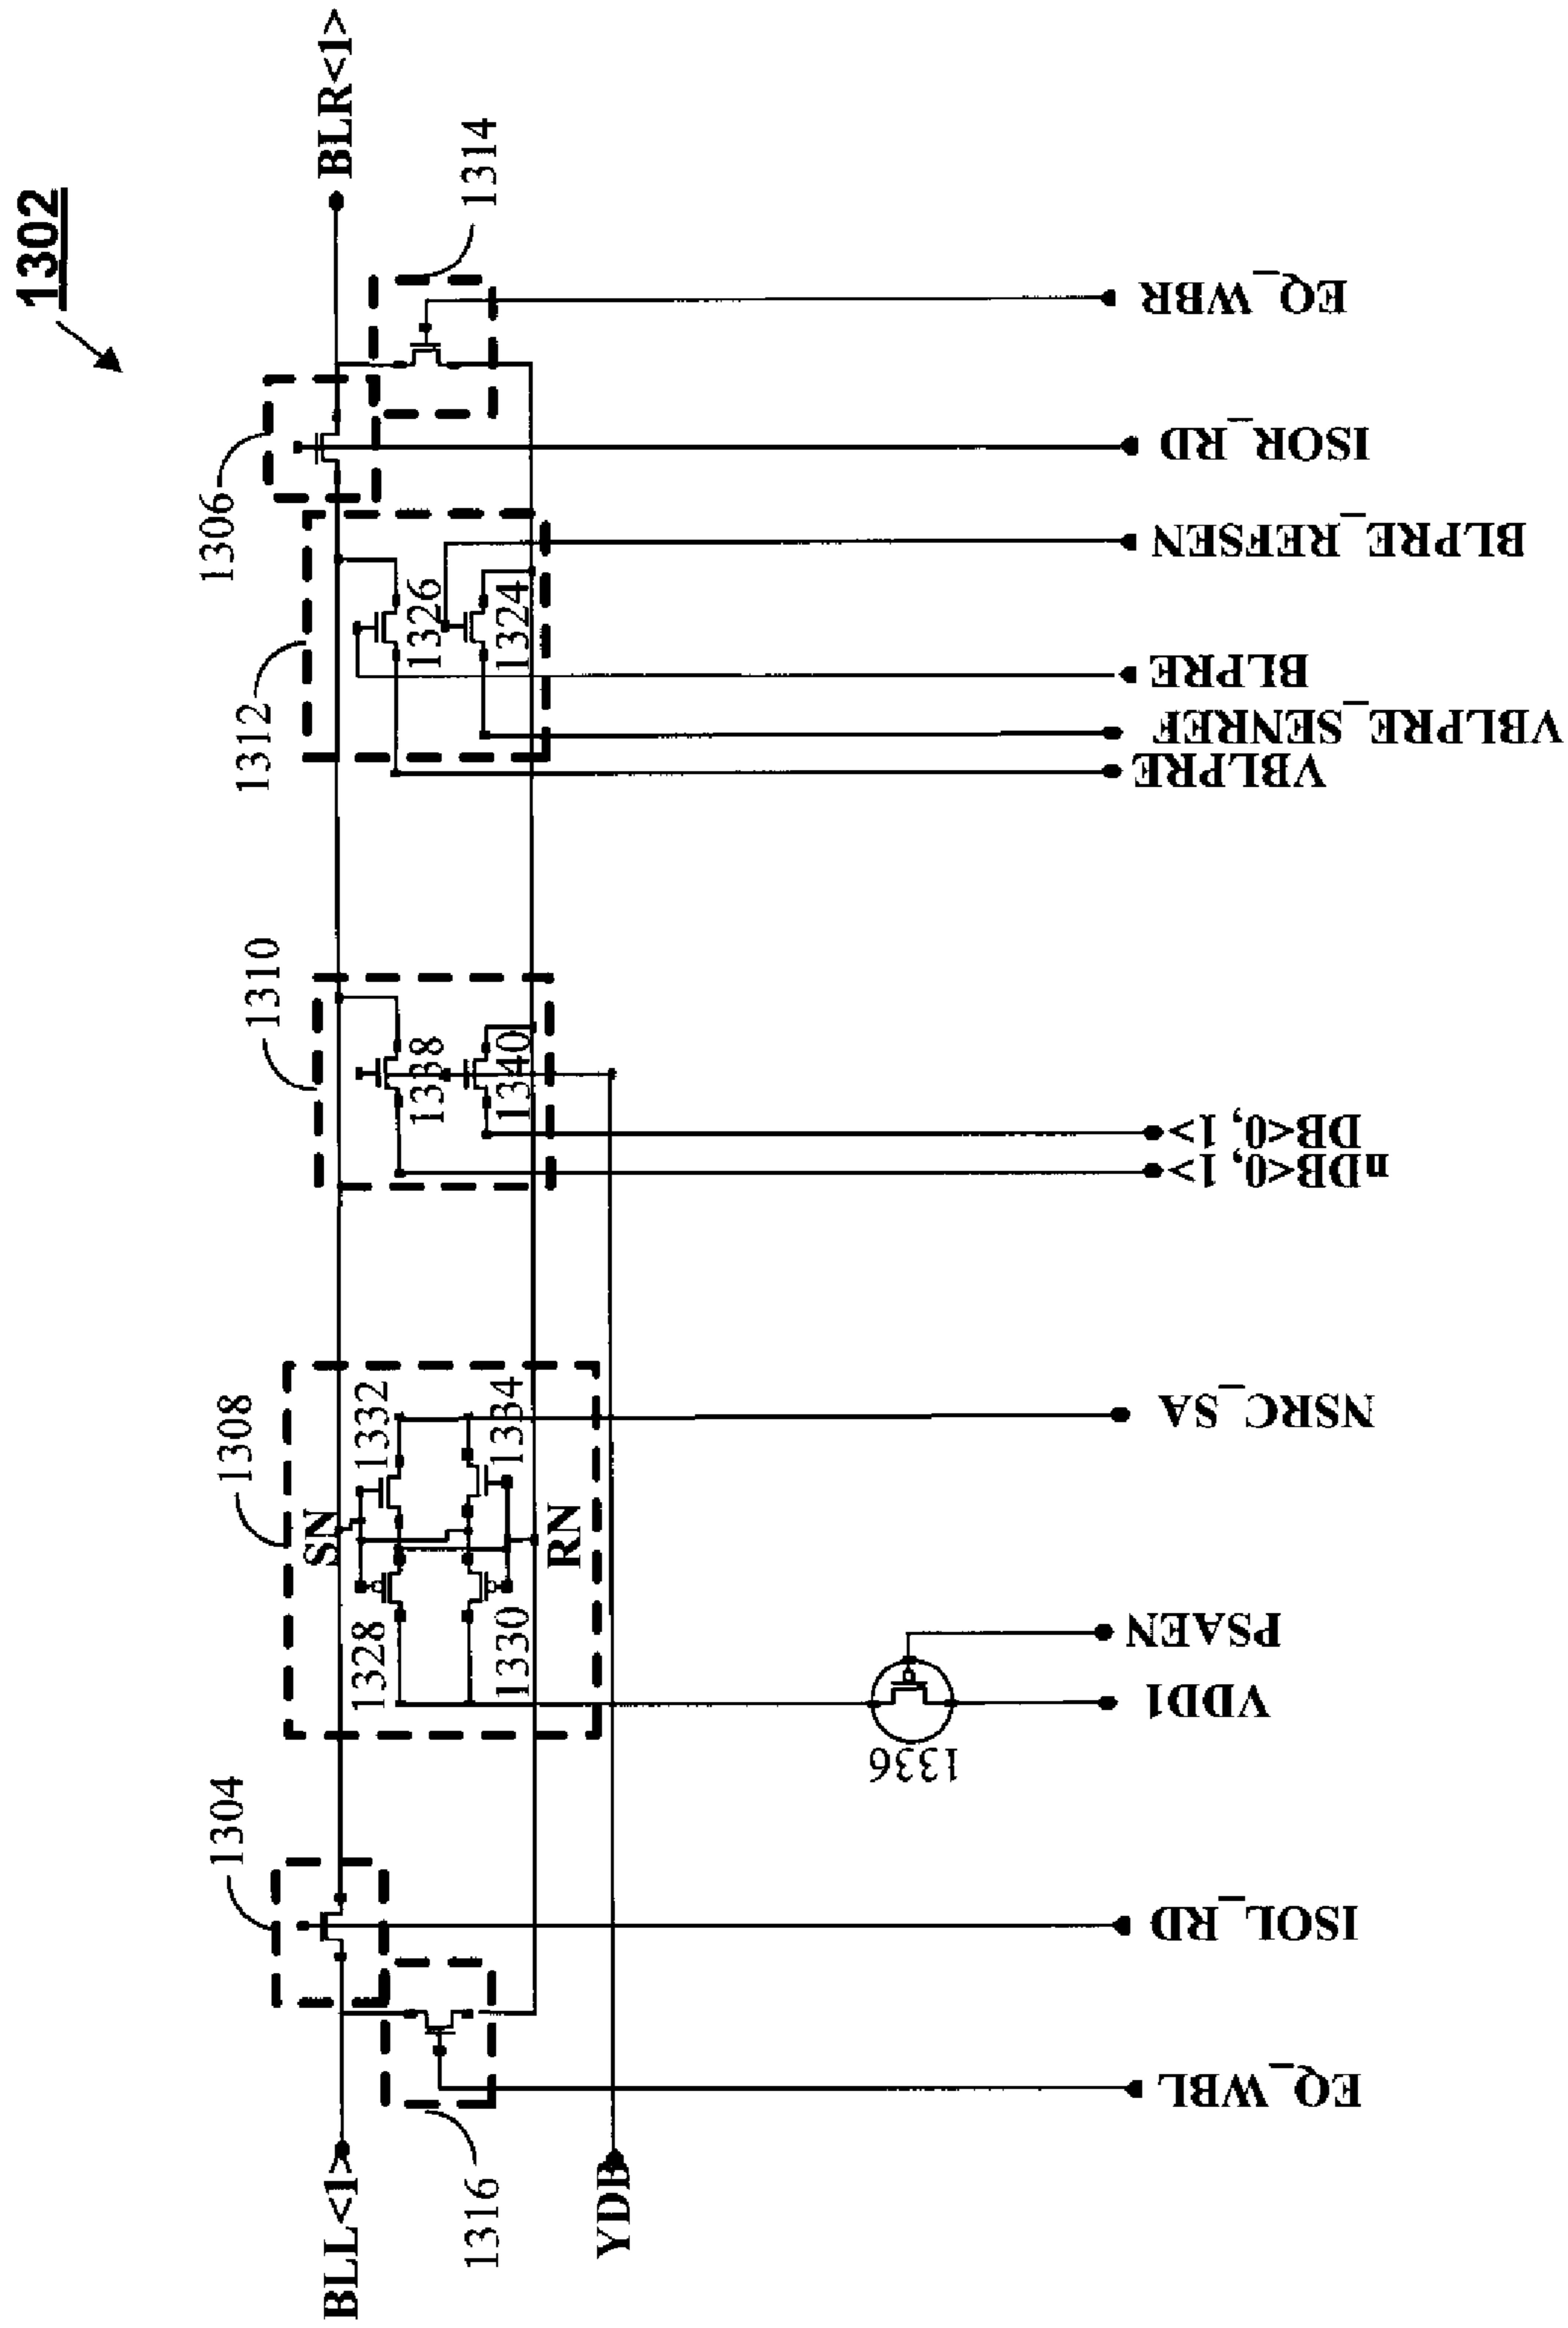 1302
BLR<1>
1314
1306
1312
1326
1324
EQ_WBR
ISOR_RD
BLPRE_REFSEN
BLPRE
VBLPRE_SENREF
VBLPRE
1310
1338
1340
DB<0, 1>
nDB<0, 1>
1308
SN
1332
1334
RN
1328
1330
NSRC_SA
PSAEN
VDD1
1336
1304
ISOL_RD
EQ_WBL
BLL<1>
1316
YDB